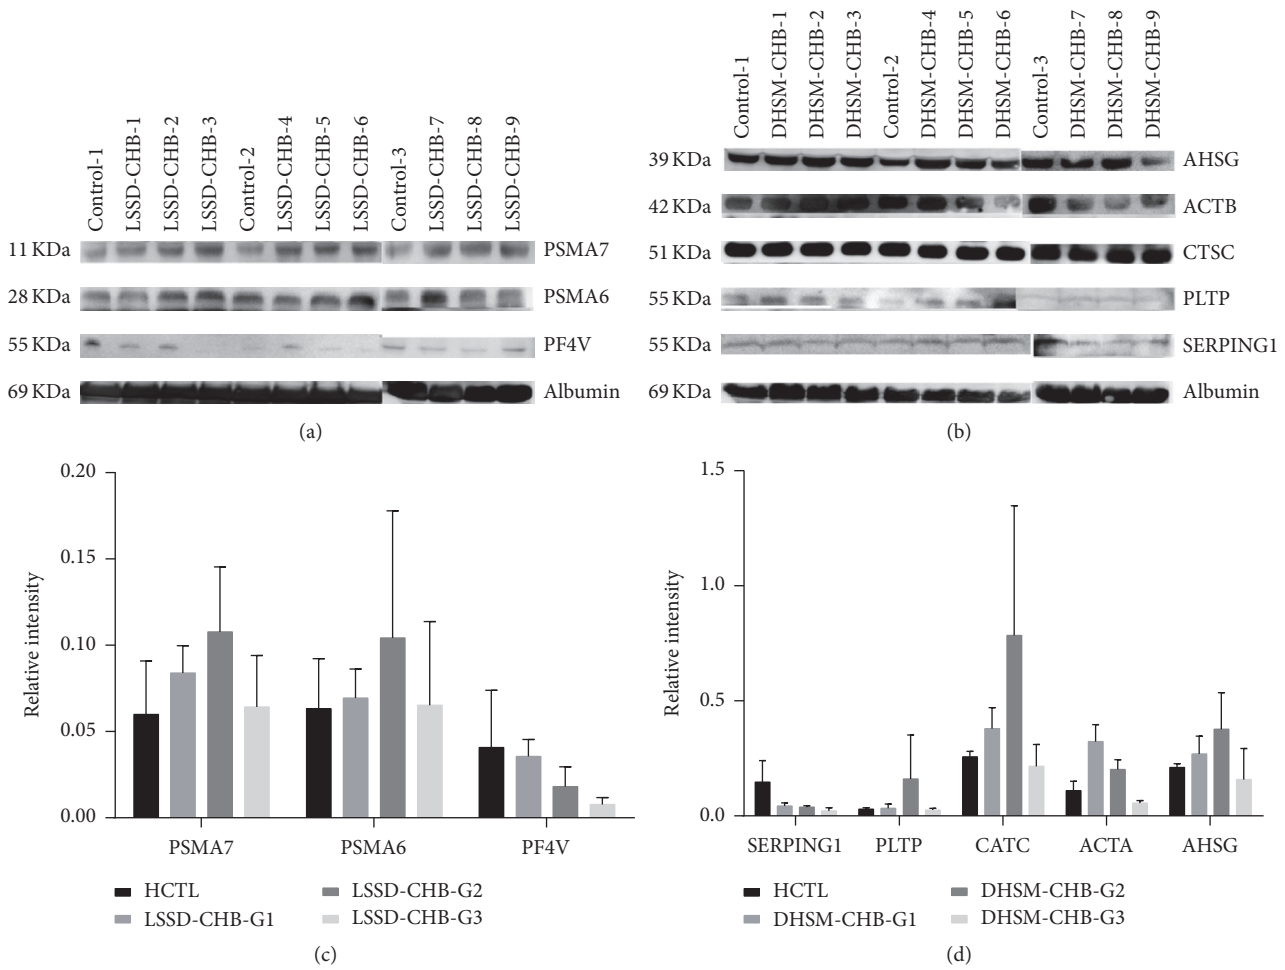 Control-1
LSSD-CHB-1
LSSD-CHB-2
LSSD-CHB-3
Control-2
LSSD-CHB-4
LSSD-CHB-5
LSSD-CHB-6
Control-3
LSSD-CHB-7
LSSD-CHB-8
LSSD-CHB-9
11 KDa PSMA7
28 KDa PSMA6
55 KDa PF4V
69 KDa Albumin
(a)
Control-1
DHSM-CHB-1
DHSM-CHB-2
DHSM-CHB-3
Control-2
DHSM-CHB-4
DHSM-CHB-5
DHSM-CHB-6
Control-3
DHSM-CHB-7
DHSM-CHB-8
DHSM-CHB-9
39 KDa AHSG
42 KDa ACTB
51 KDa CTSC
55 KDa PLTP
55 KDa SERPING1
69 KDa Albumin
(b)
Relative intensity
0.20
0.15
0.10
0.05
0.00
PSMA7 PSMA6 PF4V
HCTL LSSD-CHB-G2
LSSD-CHB-G1 LSSD-CHB-G3
(c)
Relative intensity
1.5
1.0
0.5
0.0
SERPING1 PLTP CATC ACTA AHSG
HCTL DHSM-CHB-G2
DHSM-CHB-G1 DHSM-CHB-G3
(d)